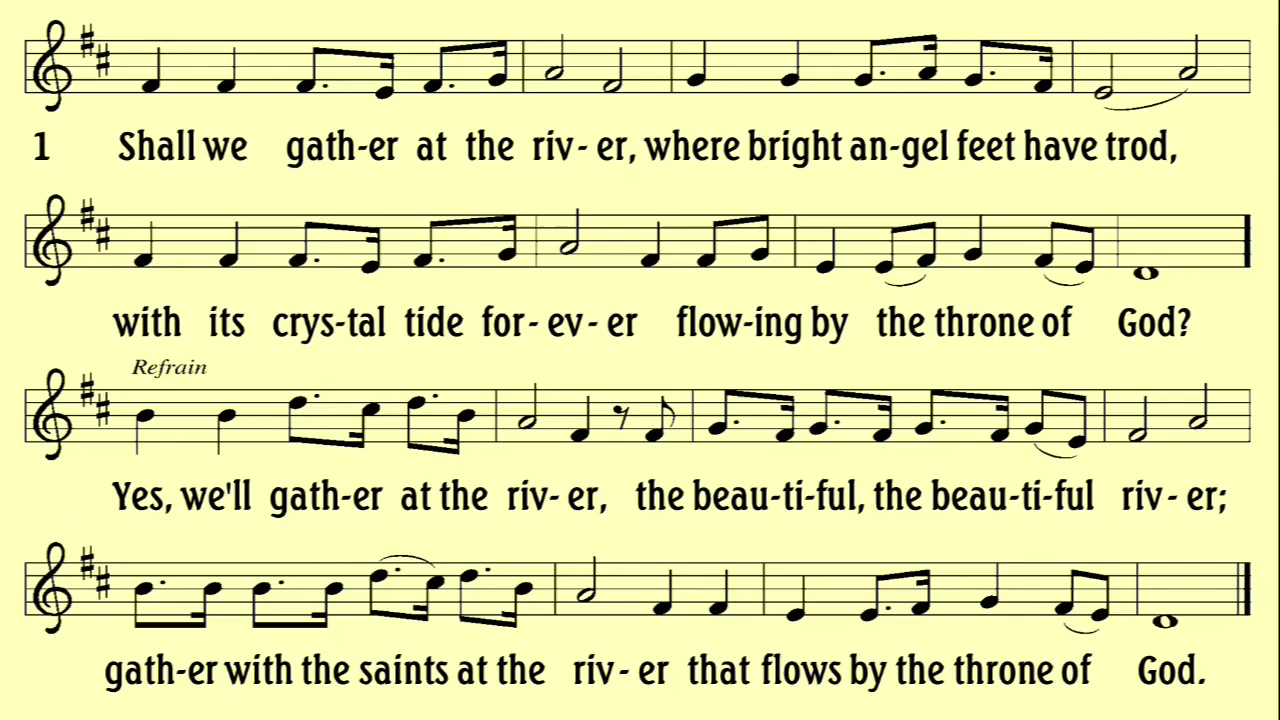 1 Shall we gath-er at the riv- er, where bright an-gel feet have trod,
with its crys-tal tide for- ev- er flow-ing by the throne of God?
Refrain
Yes, we'll gath-er at the riv- er, the beau-ti-ful, the beau-ti-ful riv- er;
gath-er with the saints at the riv- er that flows by the throne of God.